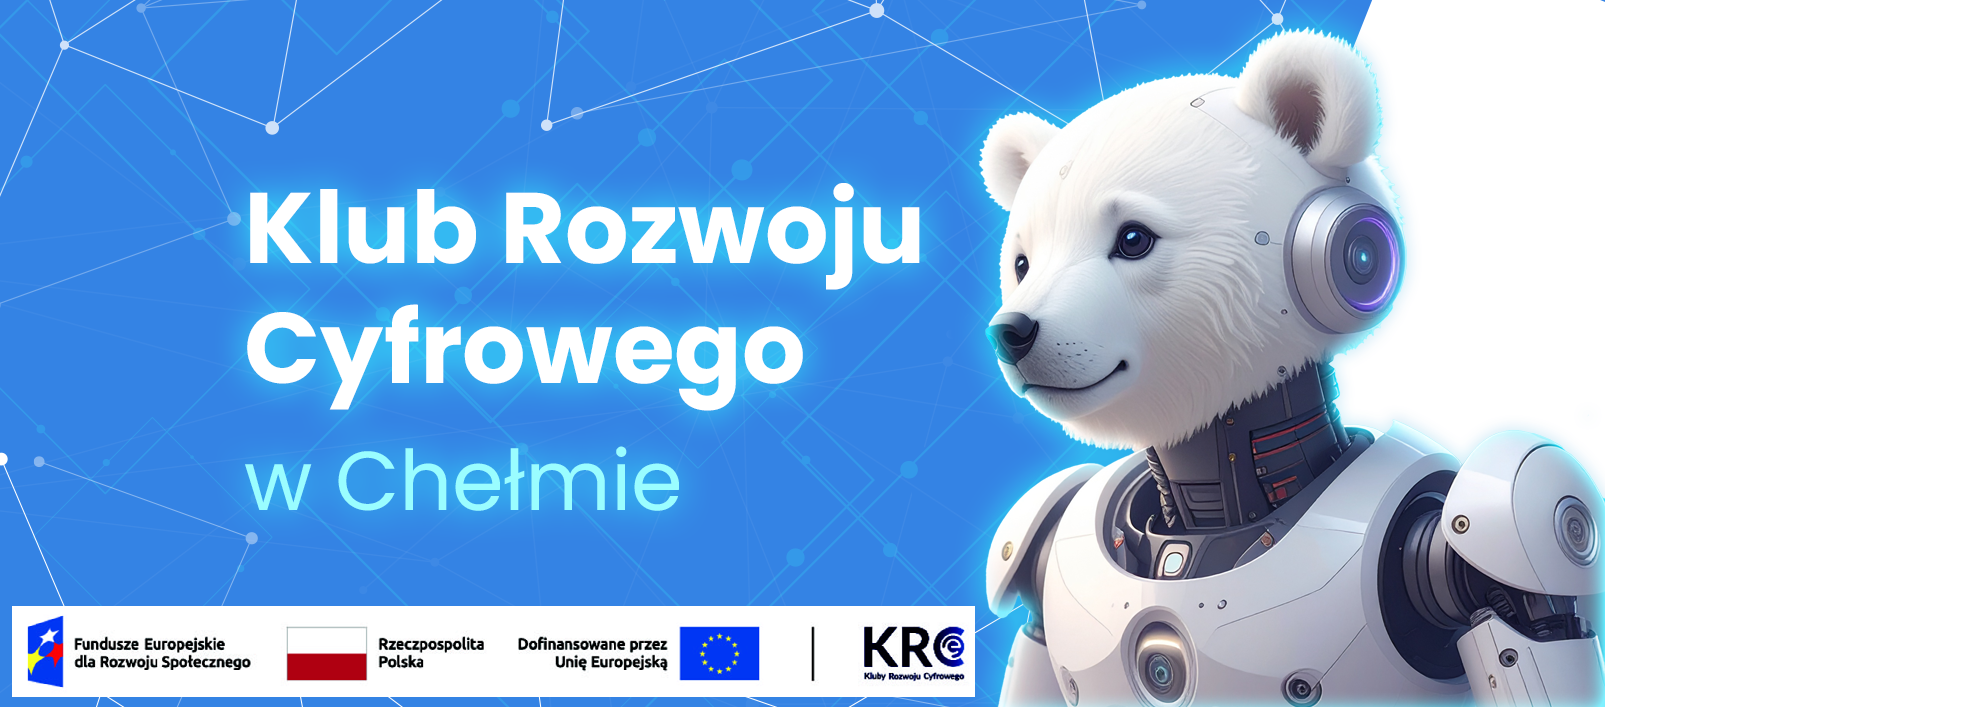 Klub Rozwoju
Cyfrowego
w Chełmie
Fundusze Europejskie
dla Rozwoju Społecznego
Rzeczpospolita
Polska
Dofinansowane przez
Unię Europejską
KRC
Kluby Rozwoju Cyfrowego